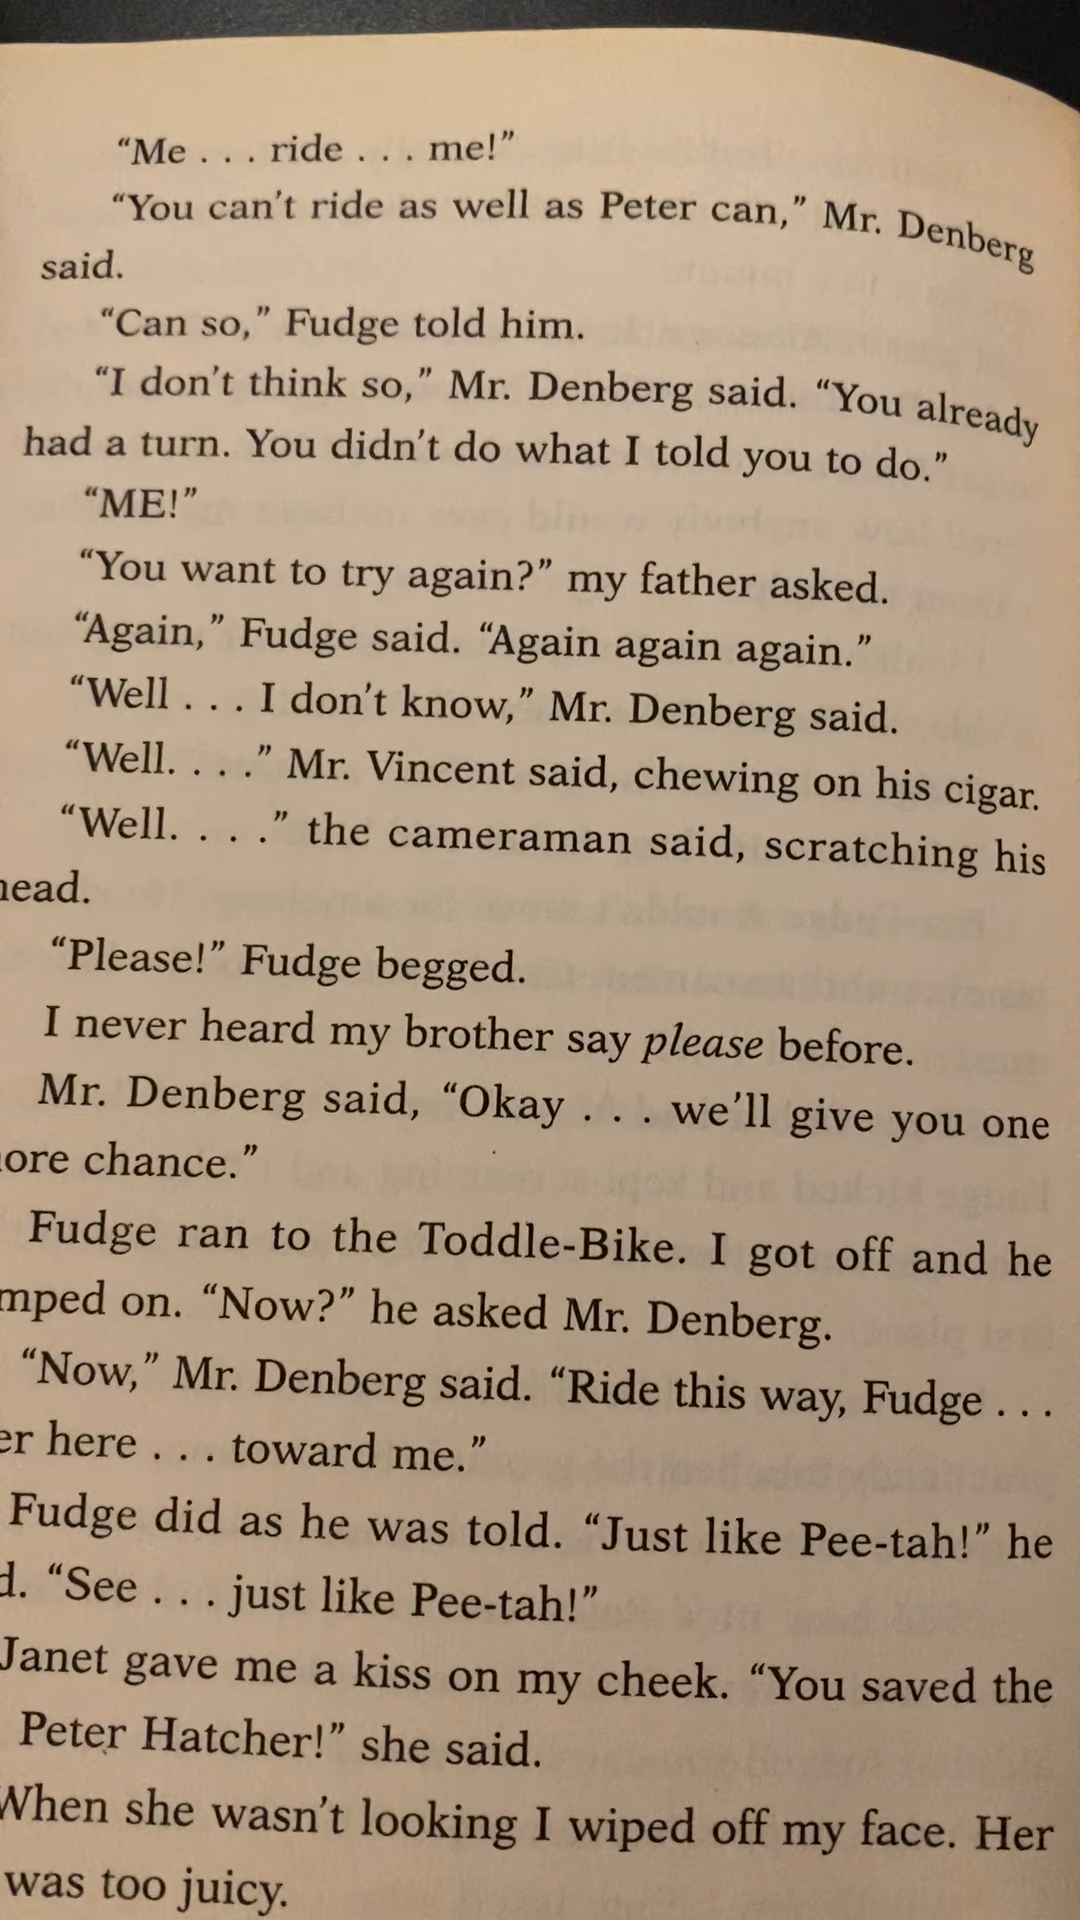 “Me . . . ride . . . me!”
“You can't ride as well as Peter can,” Mr. Denberg
said.
“Can so,” Fudge told him.
“I don't think so,” Mr. Denberg said. “You already
had a turn. You didn't do what I told you to do.”
“ME!”
“You want to try again?” my father asked.
“Again,” Fudge said. “Again again again.”
“Well . . . I don't know,” Mr. Denberg said.
“Well. . . .” Mr. Vincent said, chewing on his cigar.
“Well. . . .” the cameraman said, scratching his
head.
“Please!” Fudge begged.
I never heard my brother say please before.
Mr. Denberg said, “Okay . . . we'll give you one
ore chance.”
Fudge ran to the Toddle-Bike. I got off and he
mped on. “Now?” he asked Mr. Denberg.
“Now,” Mr. Denberg said. “Ride this way, Fudge . . .
er here . . . toward me.”
Fudge did as he was told. “Just like Pee-tah!” he
d. “See . . . just like Pee-tah!”
Janet gave me a kiss on my cheek. “You saved the
Peter Hatcher!” she said.
When she wasn't looking I wiped off my face. Her
was too juicy.